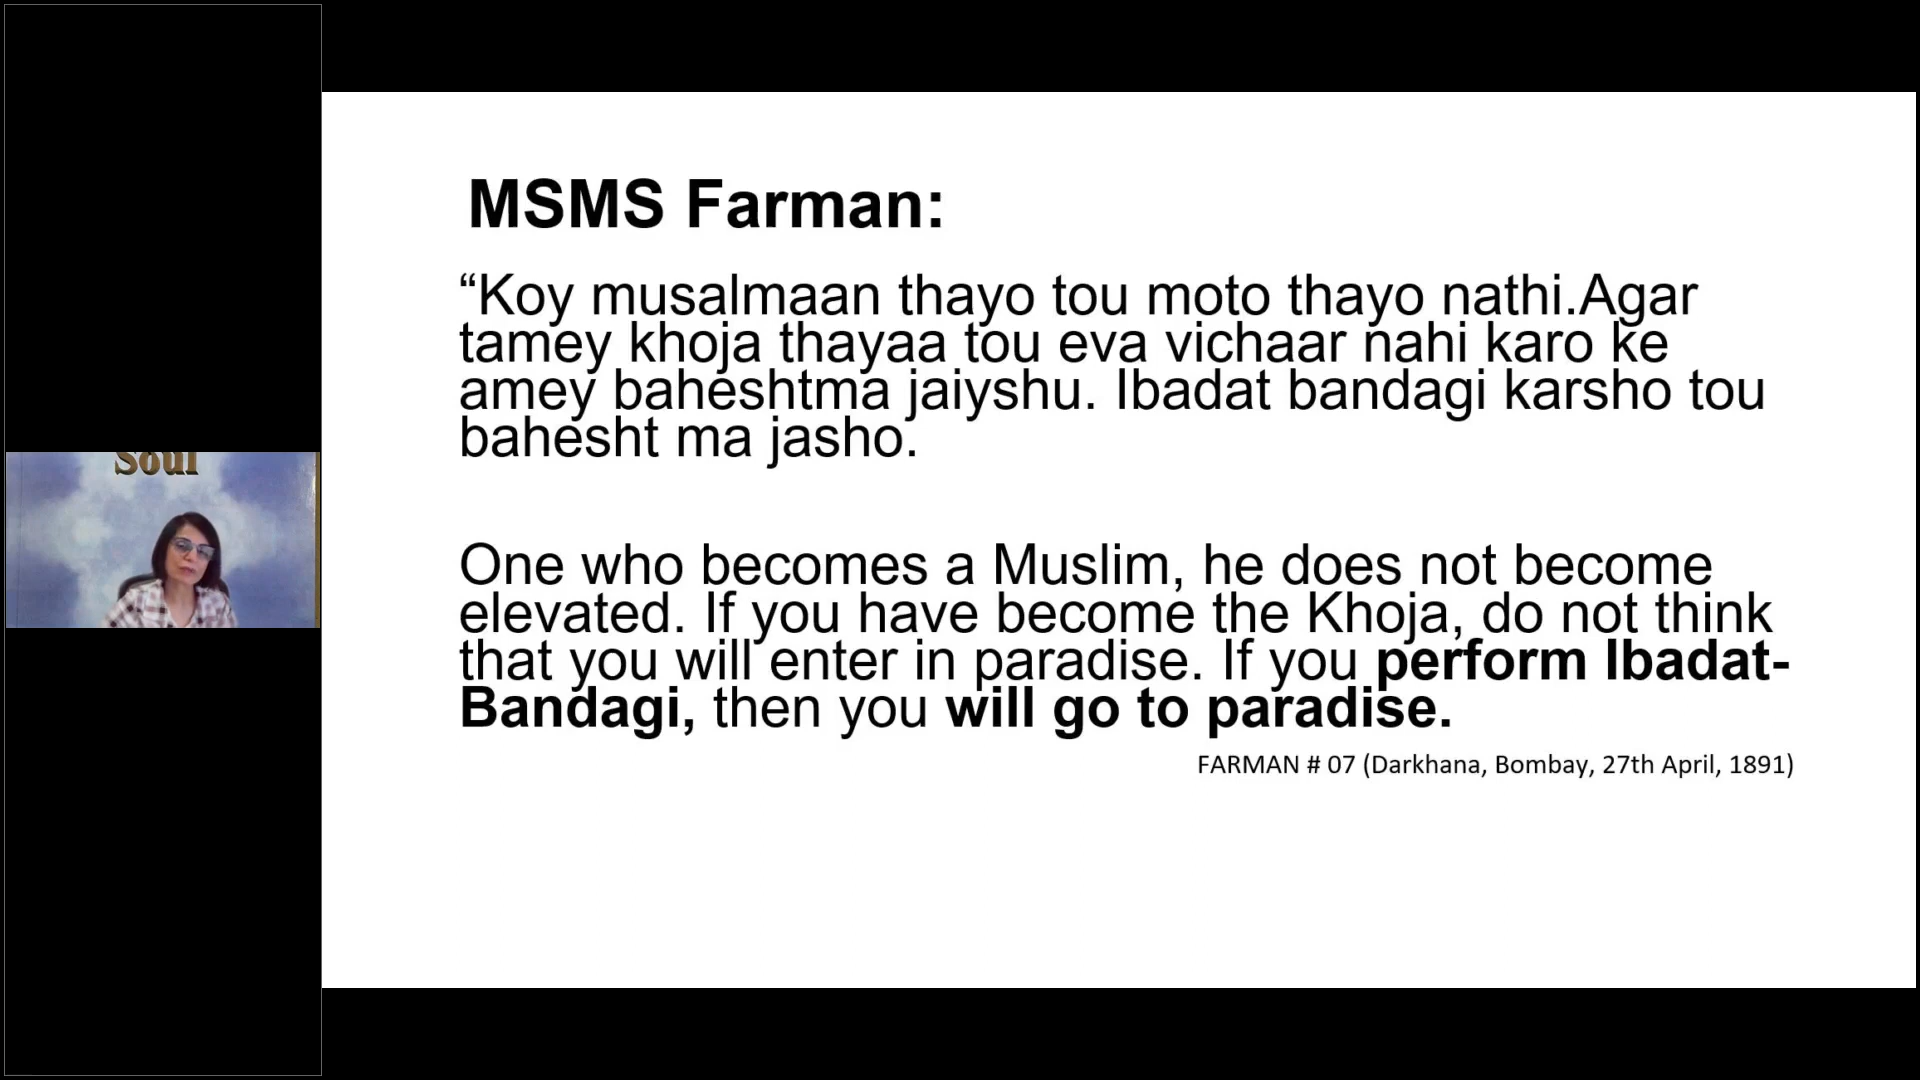 Soul
MSMS Farman:
“Koy musalmaan thayo tou moto thayo nathi.Agar
tamey khoja thayaa tou eva vichaar nahi karo ke
amey baheshtma jaiyshu. Ibadat bandagi karsho tou
bahesht ma jasho.
One who becomes a Muslim, he does not become
elevated. If you have become the Khoja, do not think
that you will enter in paradise. If you perform Ibadat-
Bandagi, then you will go to paradise.
FARMAN # 07 (Darkhana, Bombay, 27th April, 1891)